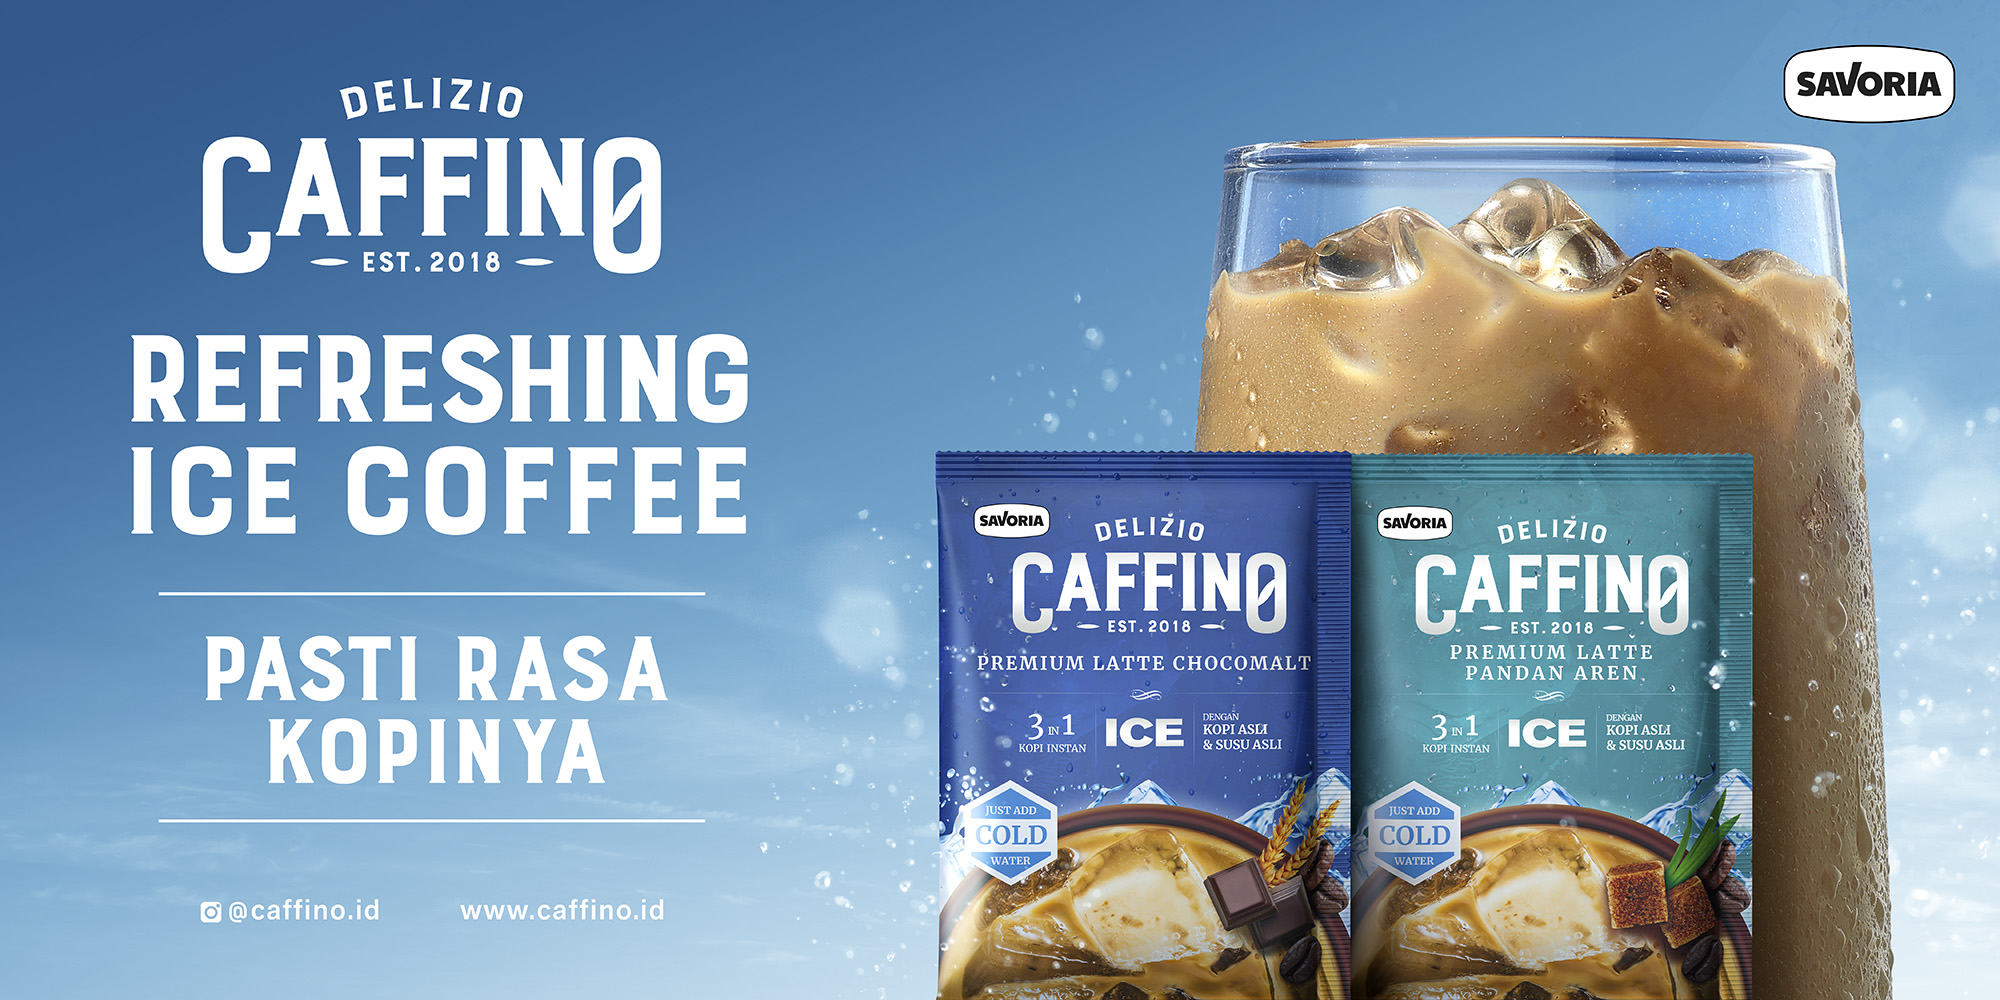 DELIZIO
CAFFINO
EST. 2018
REFRESHING
ICE COFFEE
PASTI RASA
KOPINYA
@caffino.id
www.caffino.id
SAVORIA
SAVORIA
DELIZIO
CAFFINO
EST. 2018
PREMIUM LATTE CHOCOMALT
3 IN 1
KOPI INSTAN
ICE
DENGAN
KOPI ASLI
& SUSU ASLI
JUST ADD
COLD
WATER
SAVORIA
DELIZIO
CAFFINO
EST. 2018
PREMIUM LATTE
PANDAN AREN
3 IN 1
KOPI INSTAN
ICE
DENGAN
KOPI ASLI
& SUSU ASLI
JUST ADD
COLD
WATER